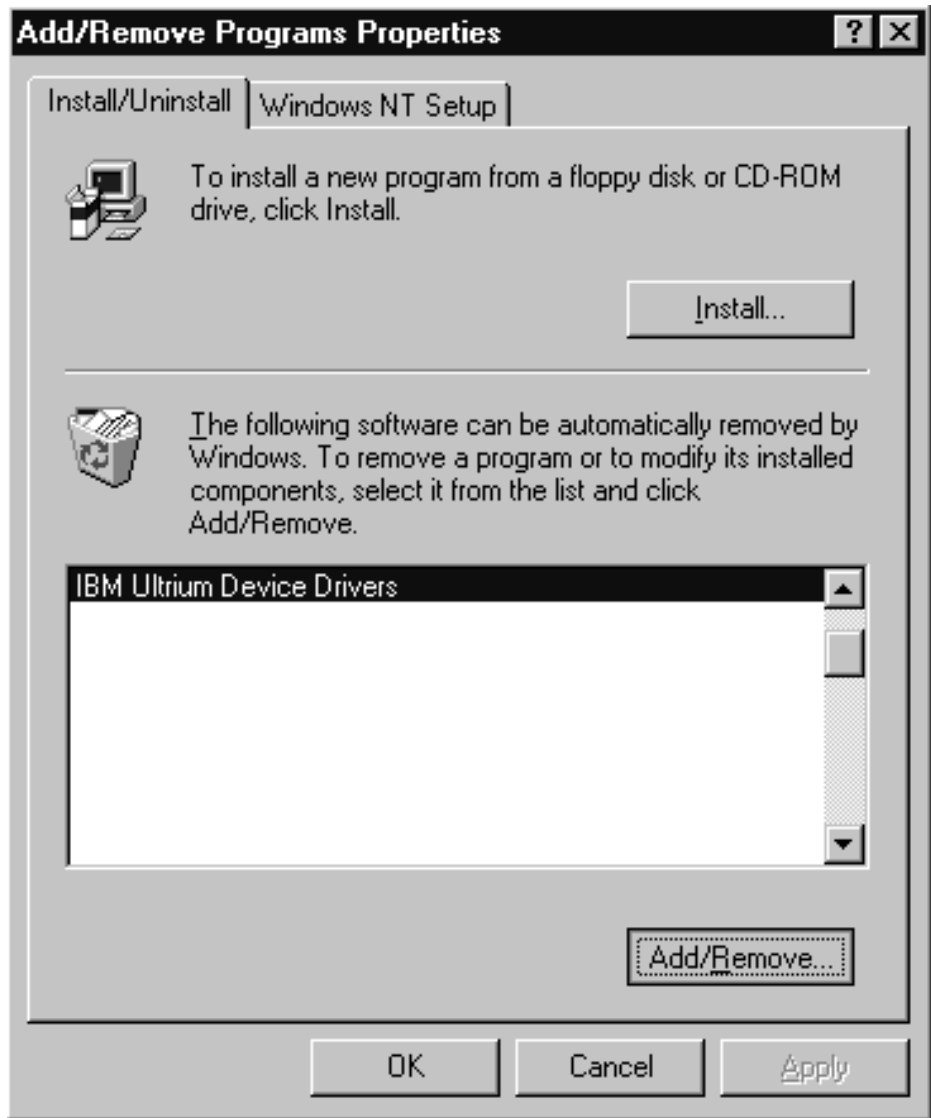 Add/Remove Programs Properties
?
Install/Uninstall
Windows NT Setup
To install a new program from a floppy disk or CD-ROM
drive, click Install.
Install...
The following software can be automatically removed by
Windows. To remove a program or to modify its installed
components, select it from the list and click
Add/Remove.
IBM Ultrium Device Drivers
Add/Remove...
OK
Cancel
Apply